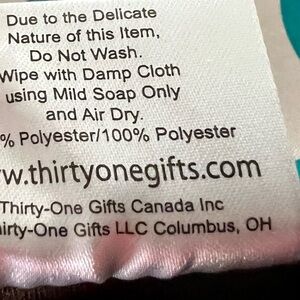 Due to the Delicate
Nature of this Item,
Do Not Wash.
Wipe with Damp Cloth
using Mild Soap Only
and Air Dry.
% Polyester/100% Polyester
w.thirtyonegifts.com
Thirty-One Gifts Canada Inc
irty-One Gifts LLC Columbus, OH